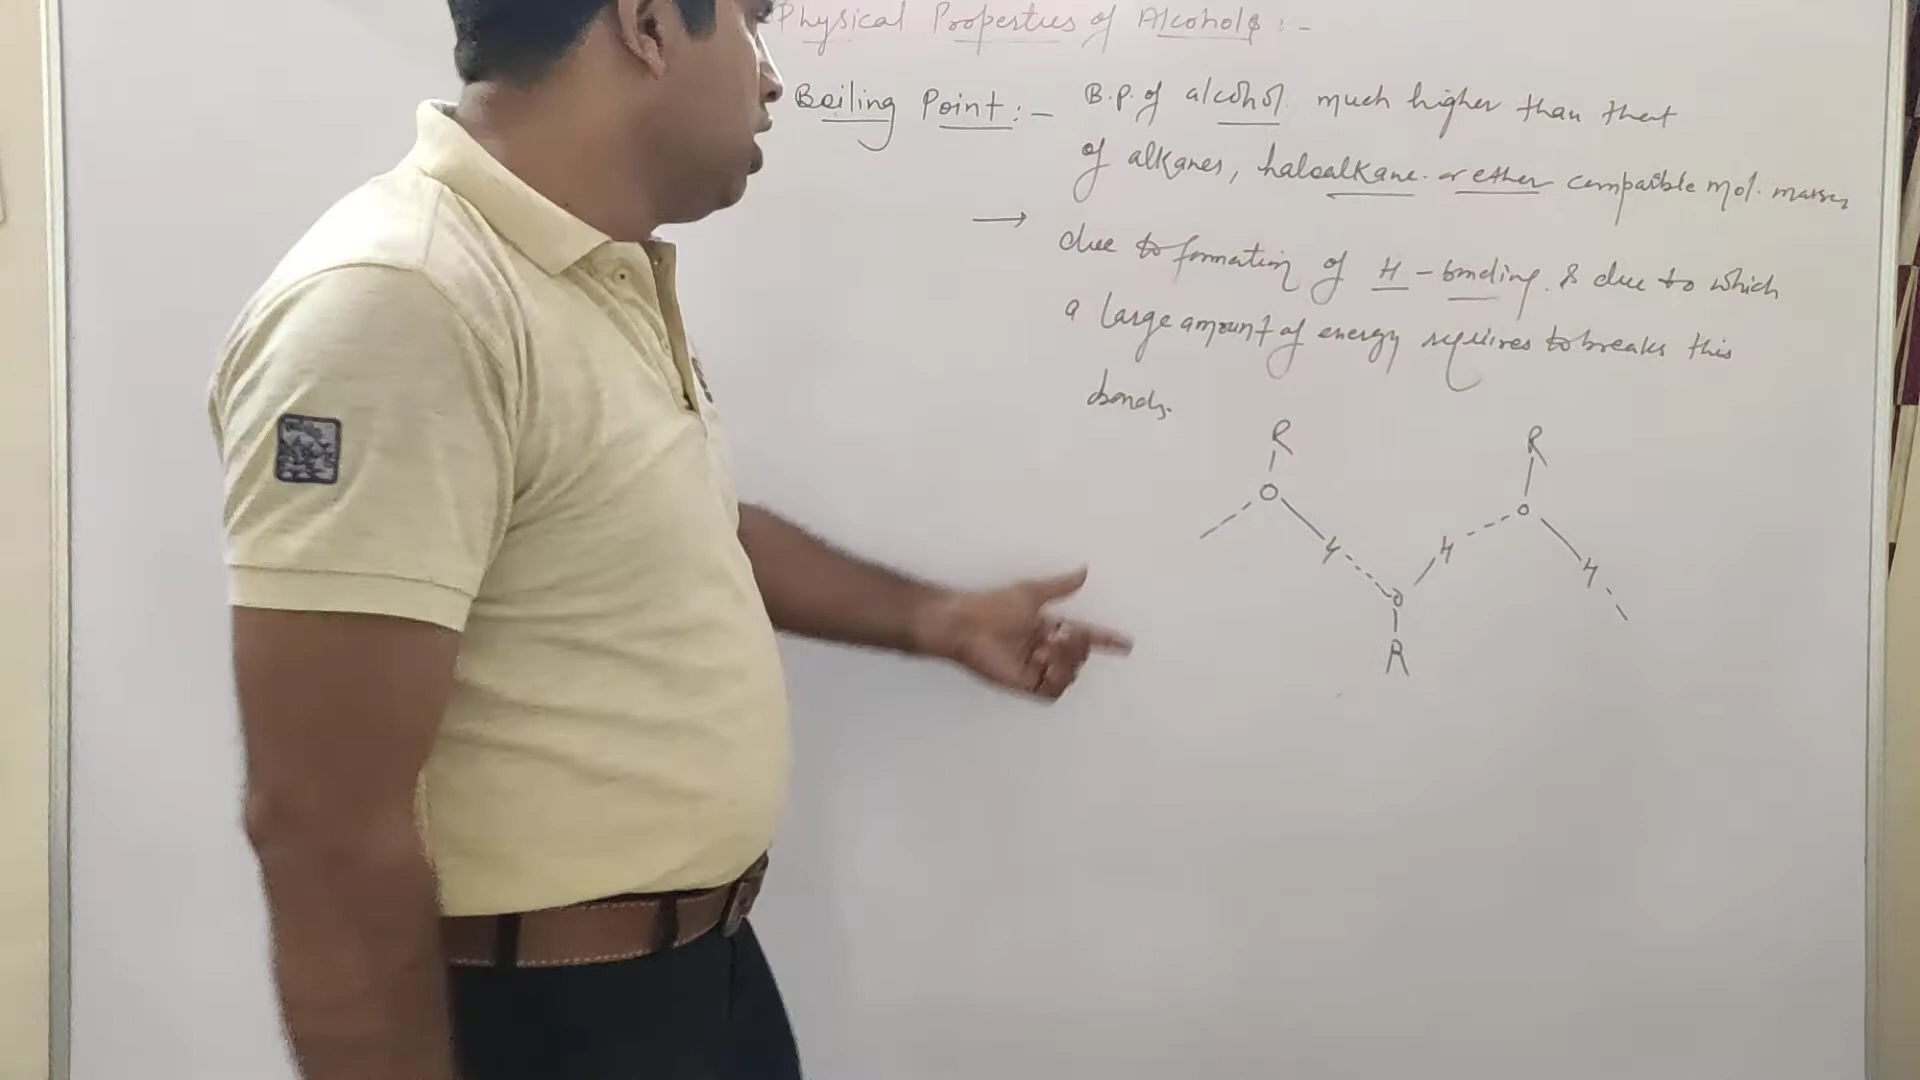 Physical Properties of Alcohols :-
Boiling Point :- B.P. of alcohol much higher than that
of alkanes, haloalkane or ether compaible mol. masses
→ due to formation of H-bonding & due to which
a large amount of energy requires to breaks this
bonds.
R R
O O
H H H
O
R